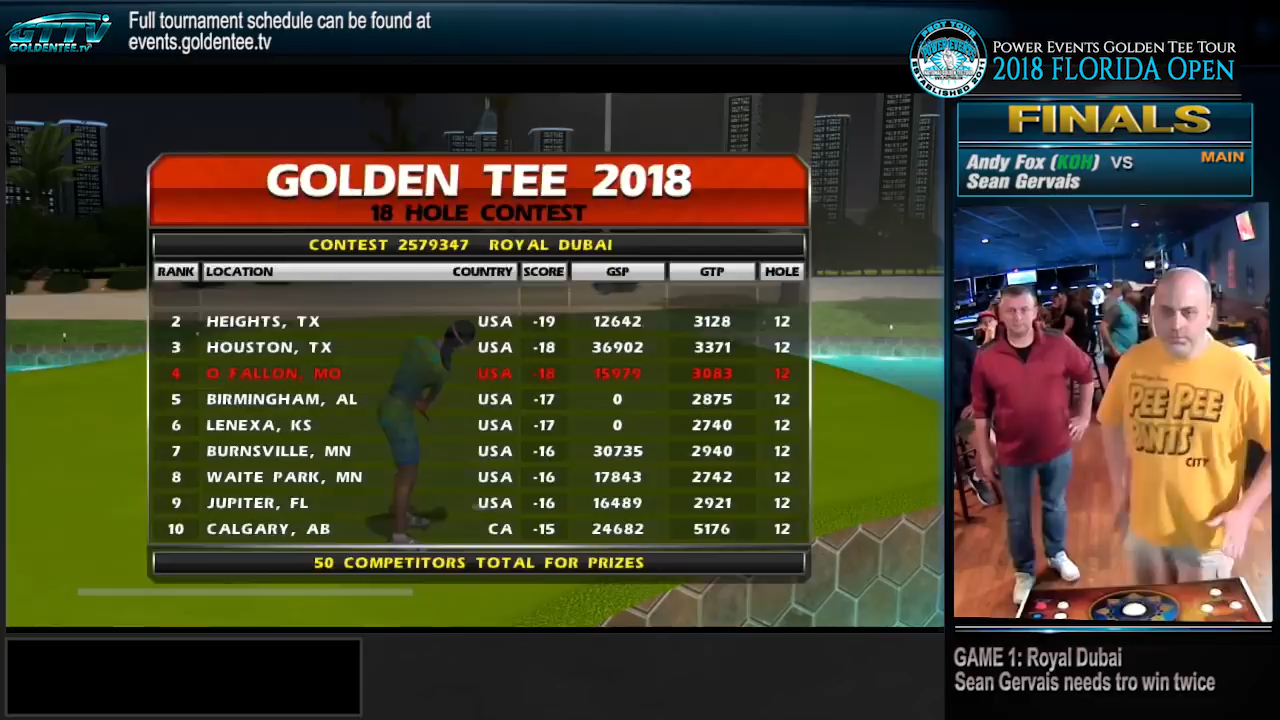 GTTV
GOLDENTEE.TV
Full tournament schedule can be found at
events.goldentee.tv
POWER EVENTS GOLDEN TEE TOUR
2018 FLORIDA OPEN
FINALS
Andy Fox (KOH) VS
MAIN
Sean Gervais
GOLDEN TEE 2018
18 HOLE CONTEST
CONTEST 2579347 ROYAL DUBAI
RANK LOCATION COUNTRY SCORE GSP GTP HOLE
2 HEIGHTS, TX USA -19 12642 3128 12
3 HOUSTON, TX USA -18 36902 3371 12
4 O FALLON, MO USA -18 15979 3083 12
5 BIRMINGHAM, AL USA -17 0 2875 12
6 LENEXA, KS USA -17 0 2740 12
7 BURNSVILLE, MN USA -16 30735 2940 12
8 WAITE PARK, MN USA -16 17843 2742 12
9 JUPITER, FL USA -16 16489 2921 12
10 CALGARY, AB CA -15 24682 5176 12
50 COMPETITORS TOTAL FOR PRIZES
PEE PEE
PANTS
CITY
GAME 1: Royal Dubai
Sean Gervais needs tro win twice